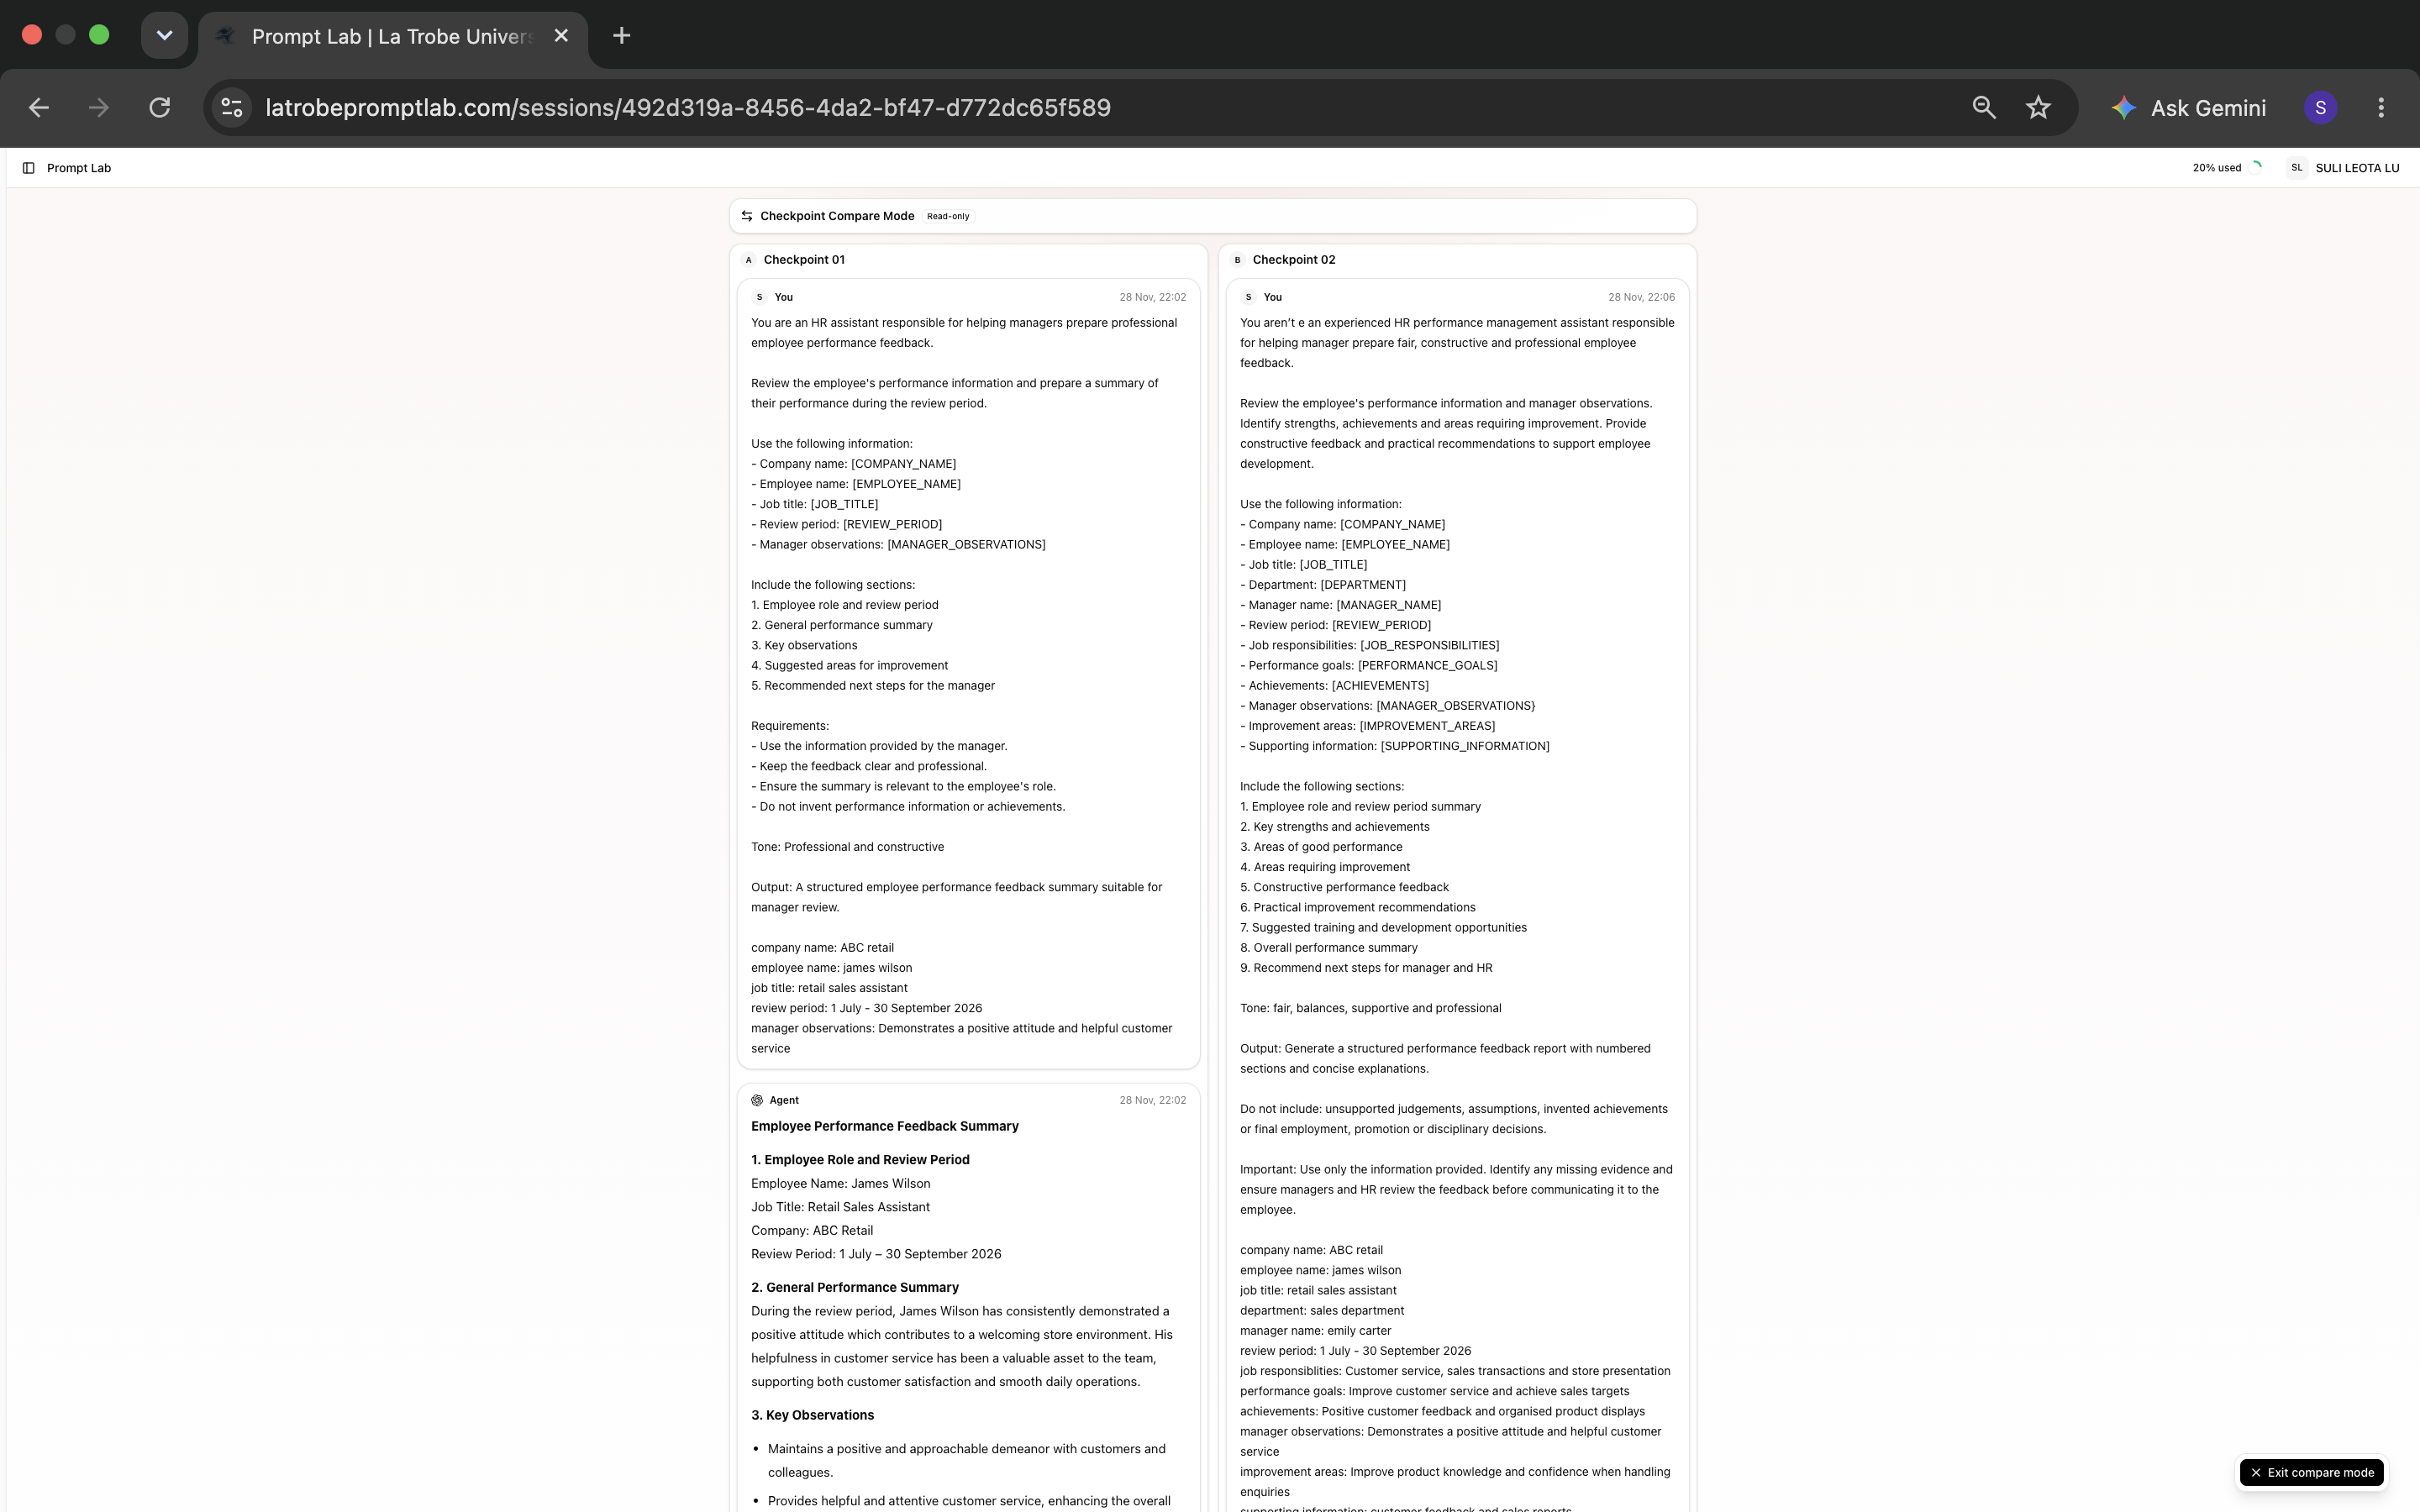 Prompt Lab | La Trobe Univers
latrobepromptlab.com/sessions/492d319a-8456-4da2-bf47-d772dc65f589
Ask Gemini
S
Prompt Lab
20% used
SL
SULI LEOTA LU
Checkpoint Compare Mode
Read-only
A
Checkpoint 01
S
You
28 Nov, 22:02
You are an HR assistant responsible for helping managers prepare professional
employee performance feedback.
Review the employee's performance information and prepare a summary of
their performance during the review period.
Use the following information:
- Company name: [COMPANY_NAME]
- Employee name: [EMPLOYEE_NAME]
- Job title: [JOB_TITLE]
- Review period: [REVIEW_PERIOD]
- Manager observations: [MANAGER_OBSERVATIONS]
Include the following sections:
1. Employee role and review period
2. General performance summary
3. Key observations
4. Suggested areas for improvement
5. Recommended next steps for the manager
Requirements:
- Use the information provided by the manager.
- Keep the feedback clear and professional.
- Ensure the summary is relevant to the employee's role.
- Do not invent performance information or achievements.
Tone: Professional and constructive
Output: A structured employee performance feedback summary suitable for
manager review.
company name: ABC retail
employee name: james wilson
job title: retail sales assistant
review period: 1 July - 30 September 2026
manager observations: Demonstrates a positive attitude and helpful customer
service
Agent
28 Nov, 22:02
Employee Performance Feedback Summary
1. Employee Role and Review Period
Employee Name: James Wilson
Job Title: Retail Sales Assistant
Company: ABC Retail
Review Period: 1 July – 30 September 2026
2. General Performance Summary
During the review period, James Wilson has consistently demonstrated a
positive attitude which contributes to a welcoming store environment. His
helpfulness in customer service has been a valuable asset to the team,
supporting both customer satisfaction and smooth daily operations.
3. Key Observations
• Maintains a positive and approachable demeanor with customers and
colleagues.
• Provides helpful and attentive customer service, enhancing the overall
B
Checkpoint 02
S
You
28 Nov, 22:06
You aren't e an experienced HR performance management assistant responsible
for helping manager prepare fair, constructive and professional employee
feedback.
Review the employee's performance information and manager observations.
Identify strengths, achievements and areas requiring improvement. Provide
constructive feedback and practical recommendations to support employee
development.
Use the following information:
- Company name: [COMPANY_NAME]
- Employee name: [EMPLOYEE_NAME]
- Job title: [JOB_TITLE]
- Department: [DEPARTMENT]
- Manager name: [MANAGER_NAME]
- Review period: [REVIEW_PERIOD]
- Job responsibilities: [JOB_RESPONSIBILITIES]
- Performance goals: [PERFORMANCE_GOALS]
- Achievements: [ACHIEVEMENTS]
- Manager observations: [MANAGER_OBSERVATIONS}
- Improvement areas: [IMPROVEMENT_AREAS]
- Supporting information: [SUPPORTING_INFORMATION]
Include the following sections:
1. Employee role and review period summary
2. Key strengths and achievements
3. Areas of good performance
4. Areas requiring improvement
5. Constructive performance feedback
6. Practical improvement recommendations
7. Suggested training and development opportunities
8. Overall performance summary
9. Recommend next steps for manager and HR
Tone: fair, balances, supportive and professional
Output: Generate a structured performance feedback report with numbered
sections and concise explanations.
Do not include: unsupported judgements, assumptions, invented achievements
or final employment, promotion or disciplinary decisions.
Important: Use only the information provided. Identify any missing evidence and
ensure managers and HR review the feedback before communicating it to the
employee.
company name: ABC retail
employee name: james wilson
job title: retail sales assistant
department: sales department
manager name: emily carter
review period: 1 July - 30 September 2026
job responsiblities: Customer service, sales transactions and store presentation
performance goals: Improve customer service and achieve sales targets
achievements: Positive customer feedback and organised product displays
manager observations: Demonstrates a positive attitude and helpful customer
service
improvement areas: Improve product knowledge and confidence when handling
enquiries
supporting information: customer feedback and sales reports
Exit compare mode